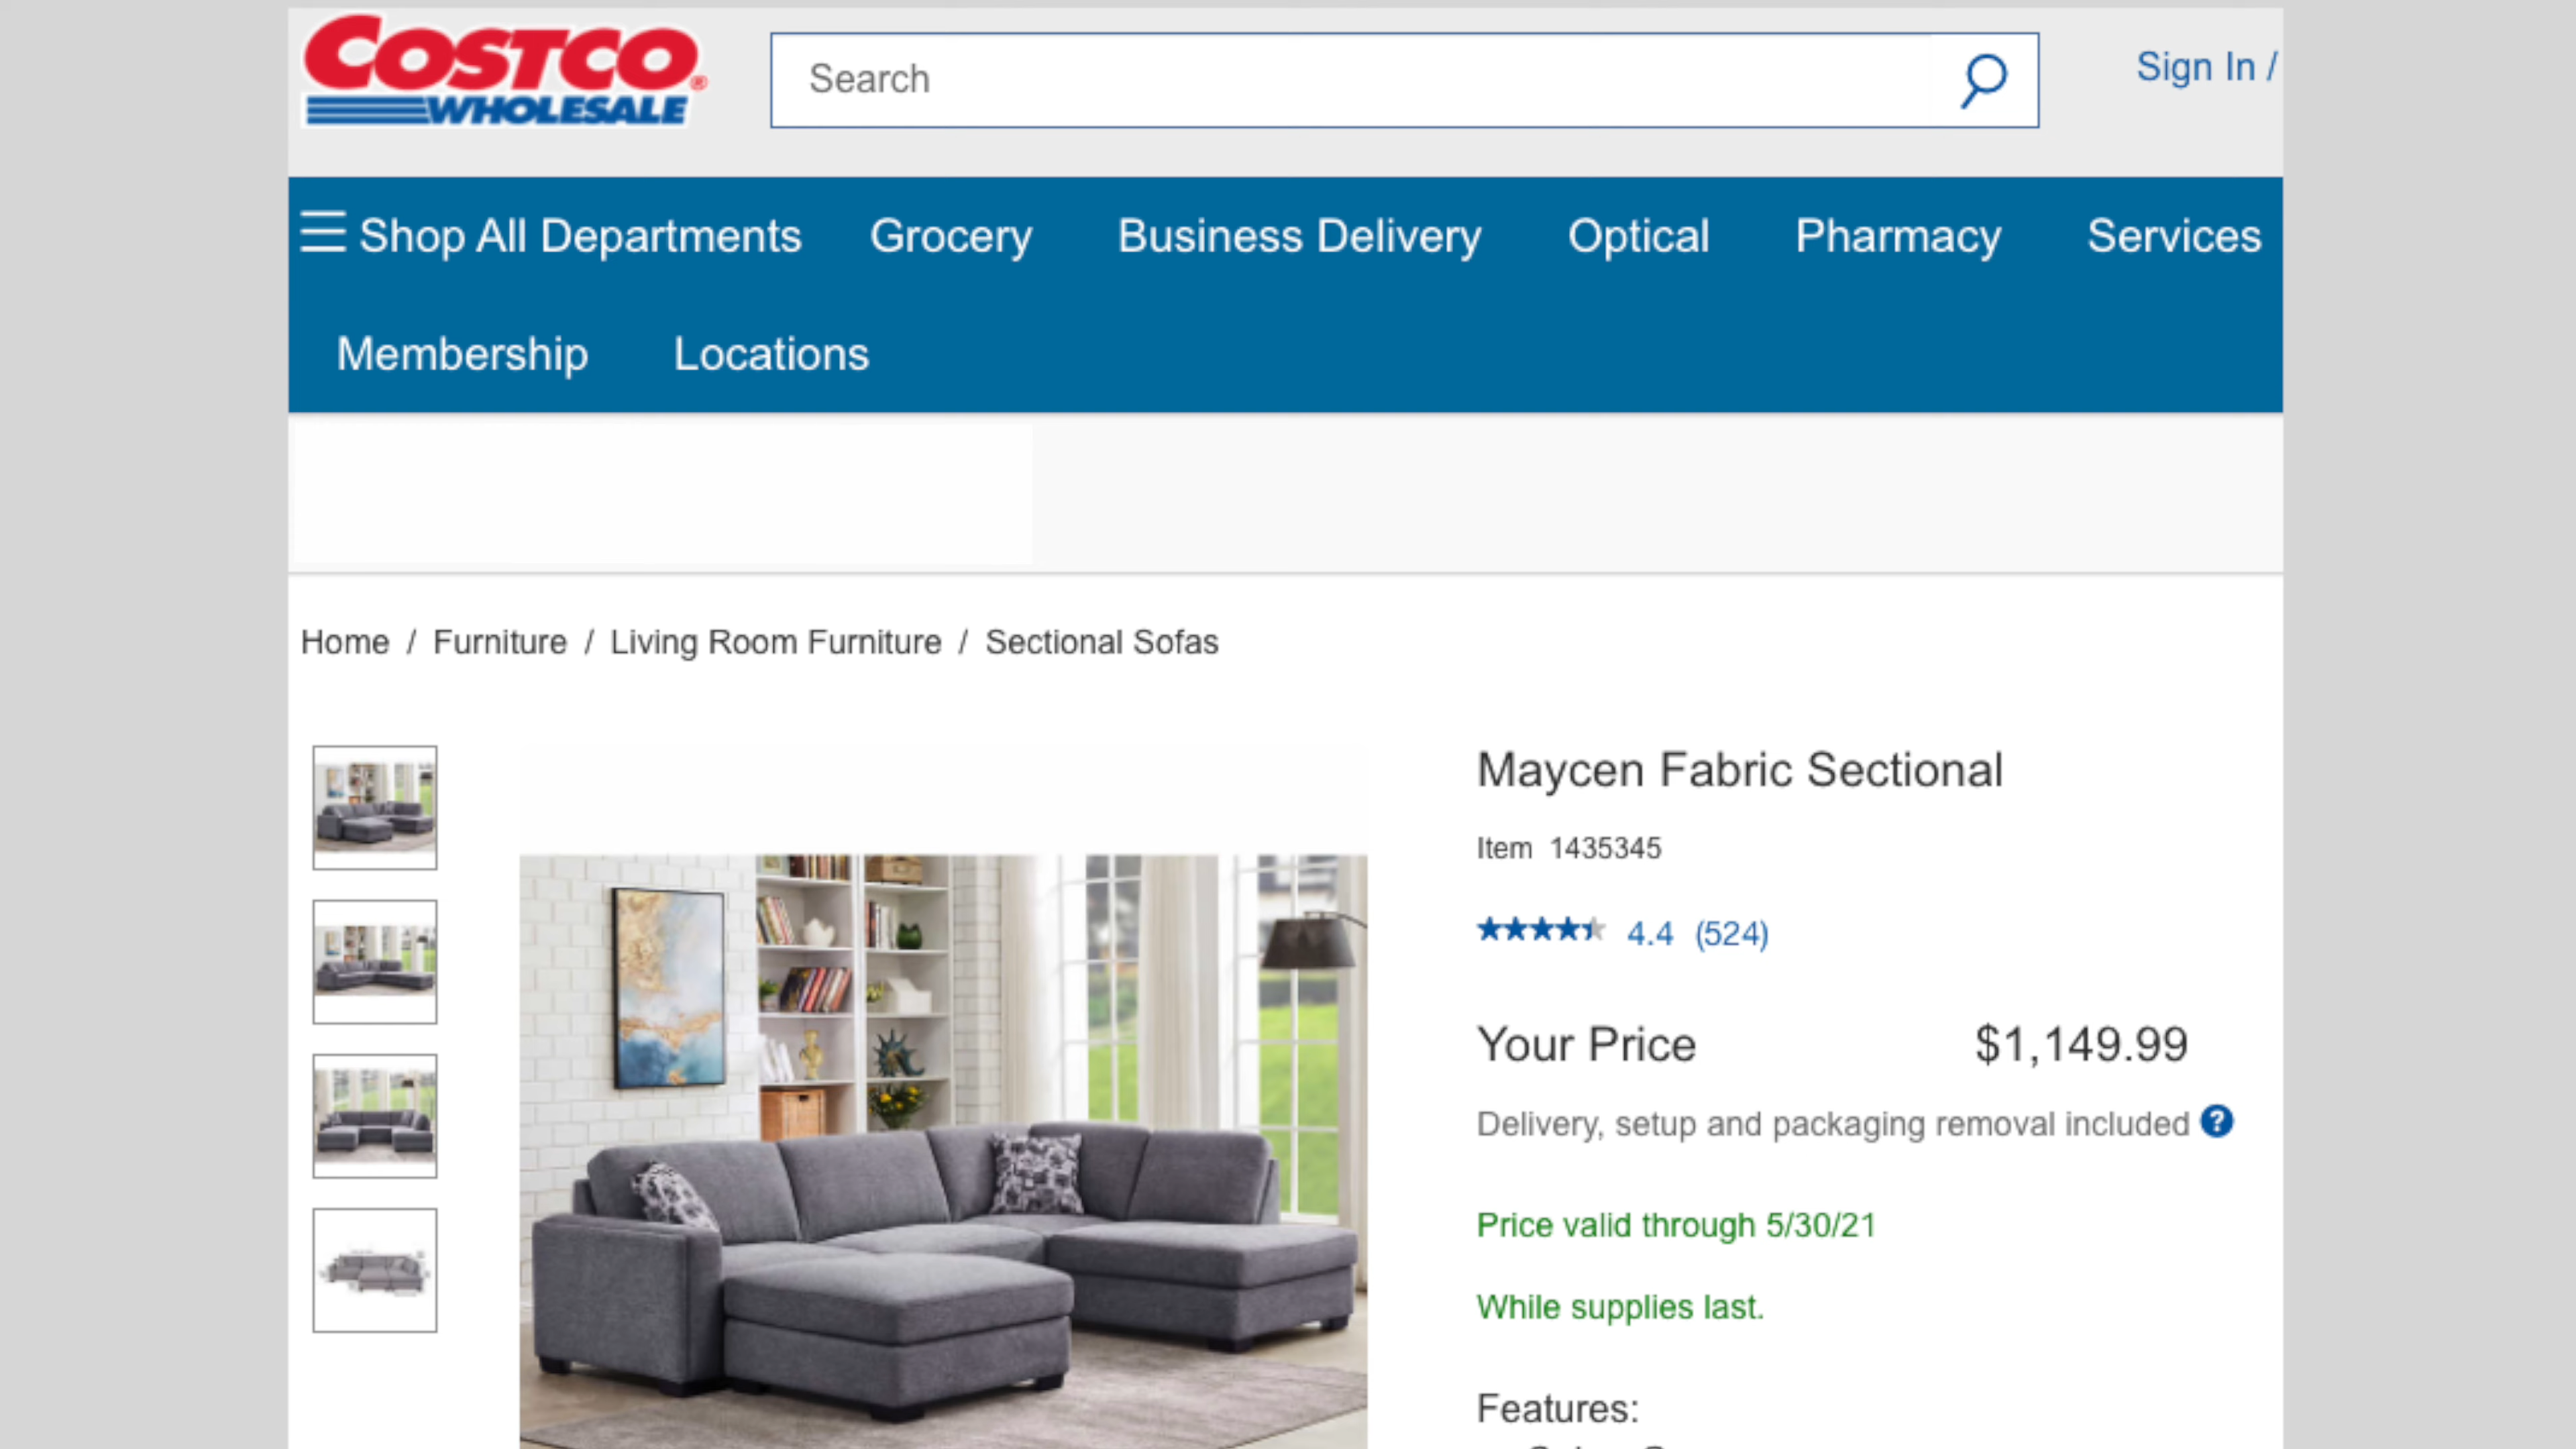 COSTCO
WHOLESALE
Search
Sign In /
Shop All Departments Grocery Business Delivery Optical Pharmacy Services
Membership Locations
Home / Furniture / Living Room Furniture / Sectional Sofas
Maycen Fabric Sectional
Item 1435345
4.4 (524)
Your Price $1,149.99
Delivery, setup and packaging removal included ?
Price valid through 5/30/21
While supplies last.
Features: